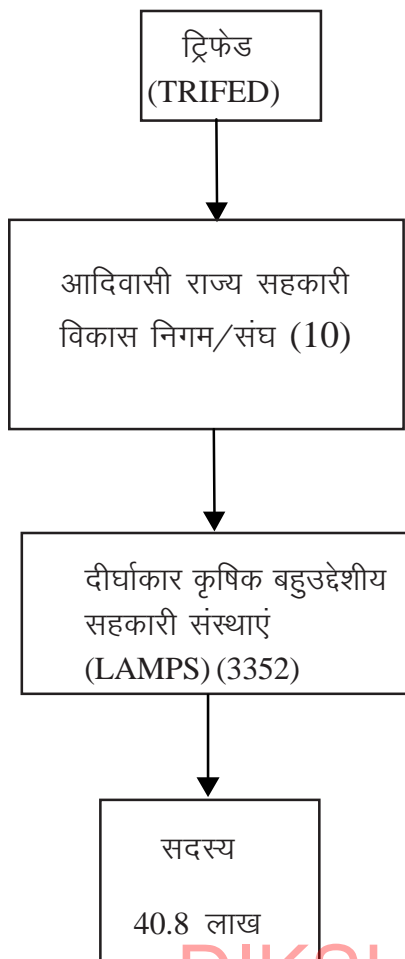 ट्रिफेड
(TRIFED)
आदिवासी राज्य सहकारी
विकास निगम/संघ (10)
दीर्घाकार कृषिक बहुउद्देशीय
सहकारी संस्थाएं
(LAMPS) (3352)
सदस्य
40.8 लाख